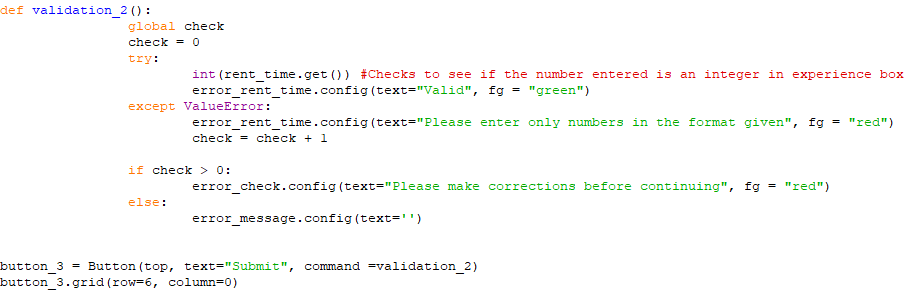 def validation_2():
global check
check = 0
try:
int(rent_time.get()) #Checks to see if the number entered is an integer in experience box
error_rent_time.config(text="Valid", fg = "green")
except ValueError:
error_rent_time.config(text="Please enter only numbers in the format given", fg = "red")
check = check + 1
if check > 0:
error_check.config(text="Please make corrections before continuing", fg = "red")
else:
error_message.config(text='')
button_3 = Button(top, text="Submit", command =validation_2)
button_3.grid(row=6, column=0)